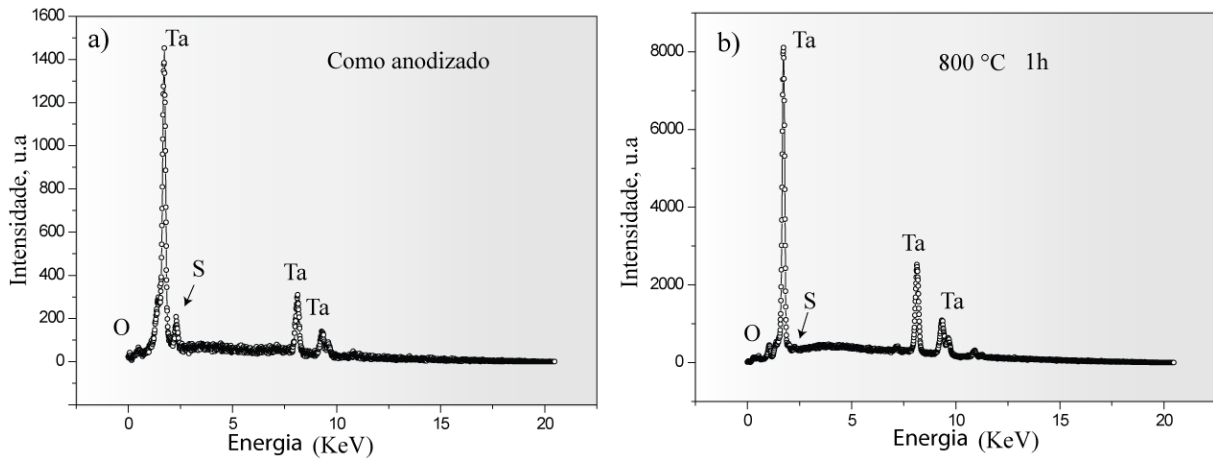 a)
Ta
Como anodizado
S
Ta
Ta
O
Intensidade, u.a
1600
1400
1200
1000
800
600
400
200
0
0
5
10
15
20
Energia (KeV)
b)
Ta
800 °C 1h
Ta
Ta
S
O
Intensidade, u.a
8000
6000
4000
2000
0
0
5
10
15
20
Energia (KeV)